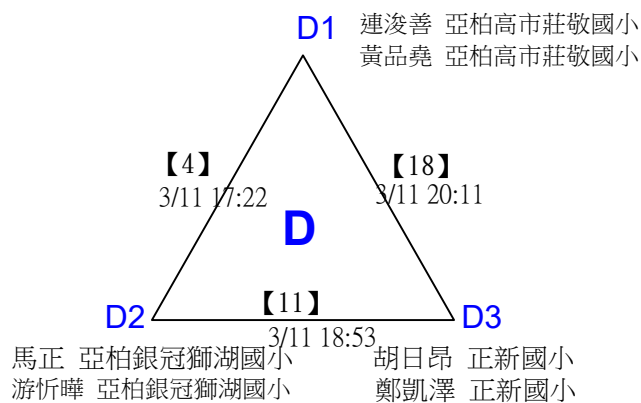 D1
連浚善 亞柏高市莊敬國小
黃品堯 亞柏高市莊敬國小
【4】
3/11 17:22
【18】
3/11 20:11
D
【11】
3/11 18:53
D2
D3
馬正 亞柏銀冠獅湖國小
游忻曄 亞柏銀冠獅湖國小
胡日昂 正新國小
鄭凱澤 正新國小